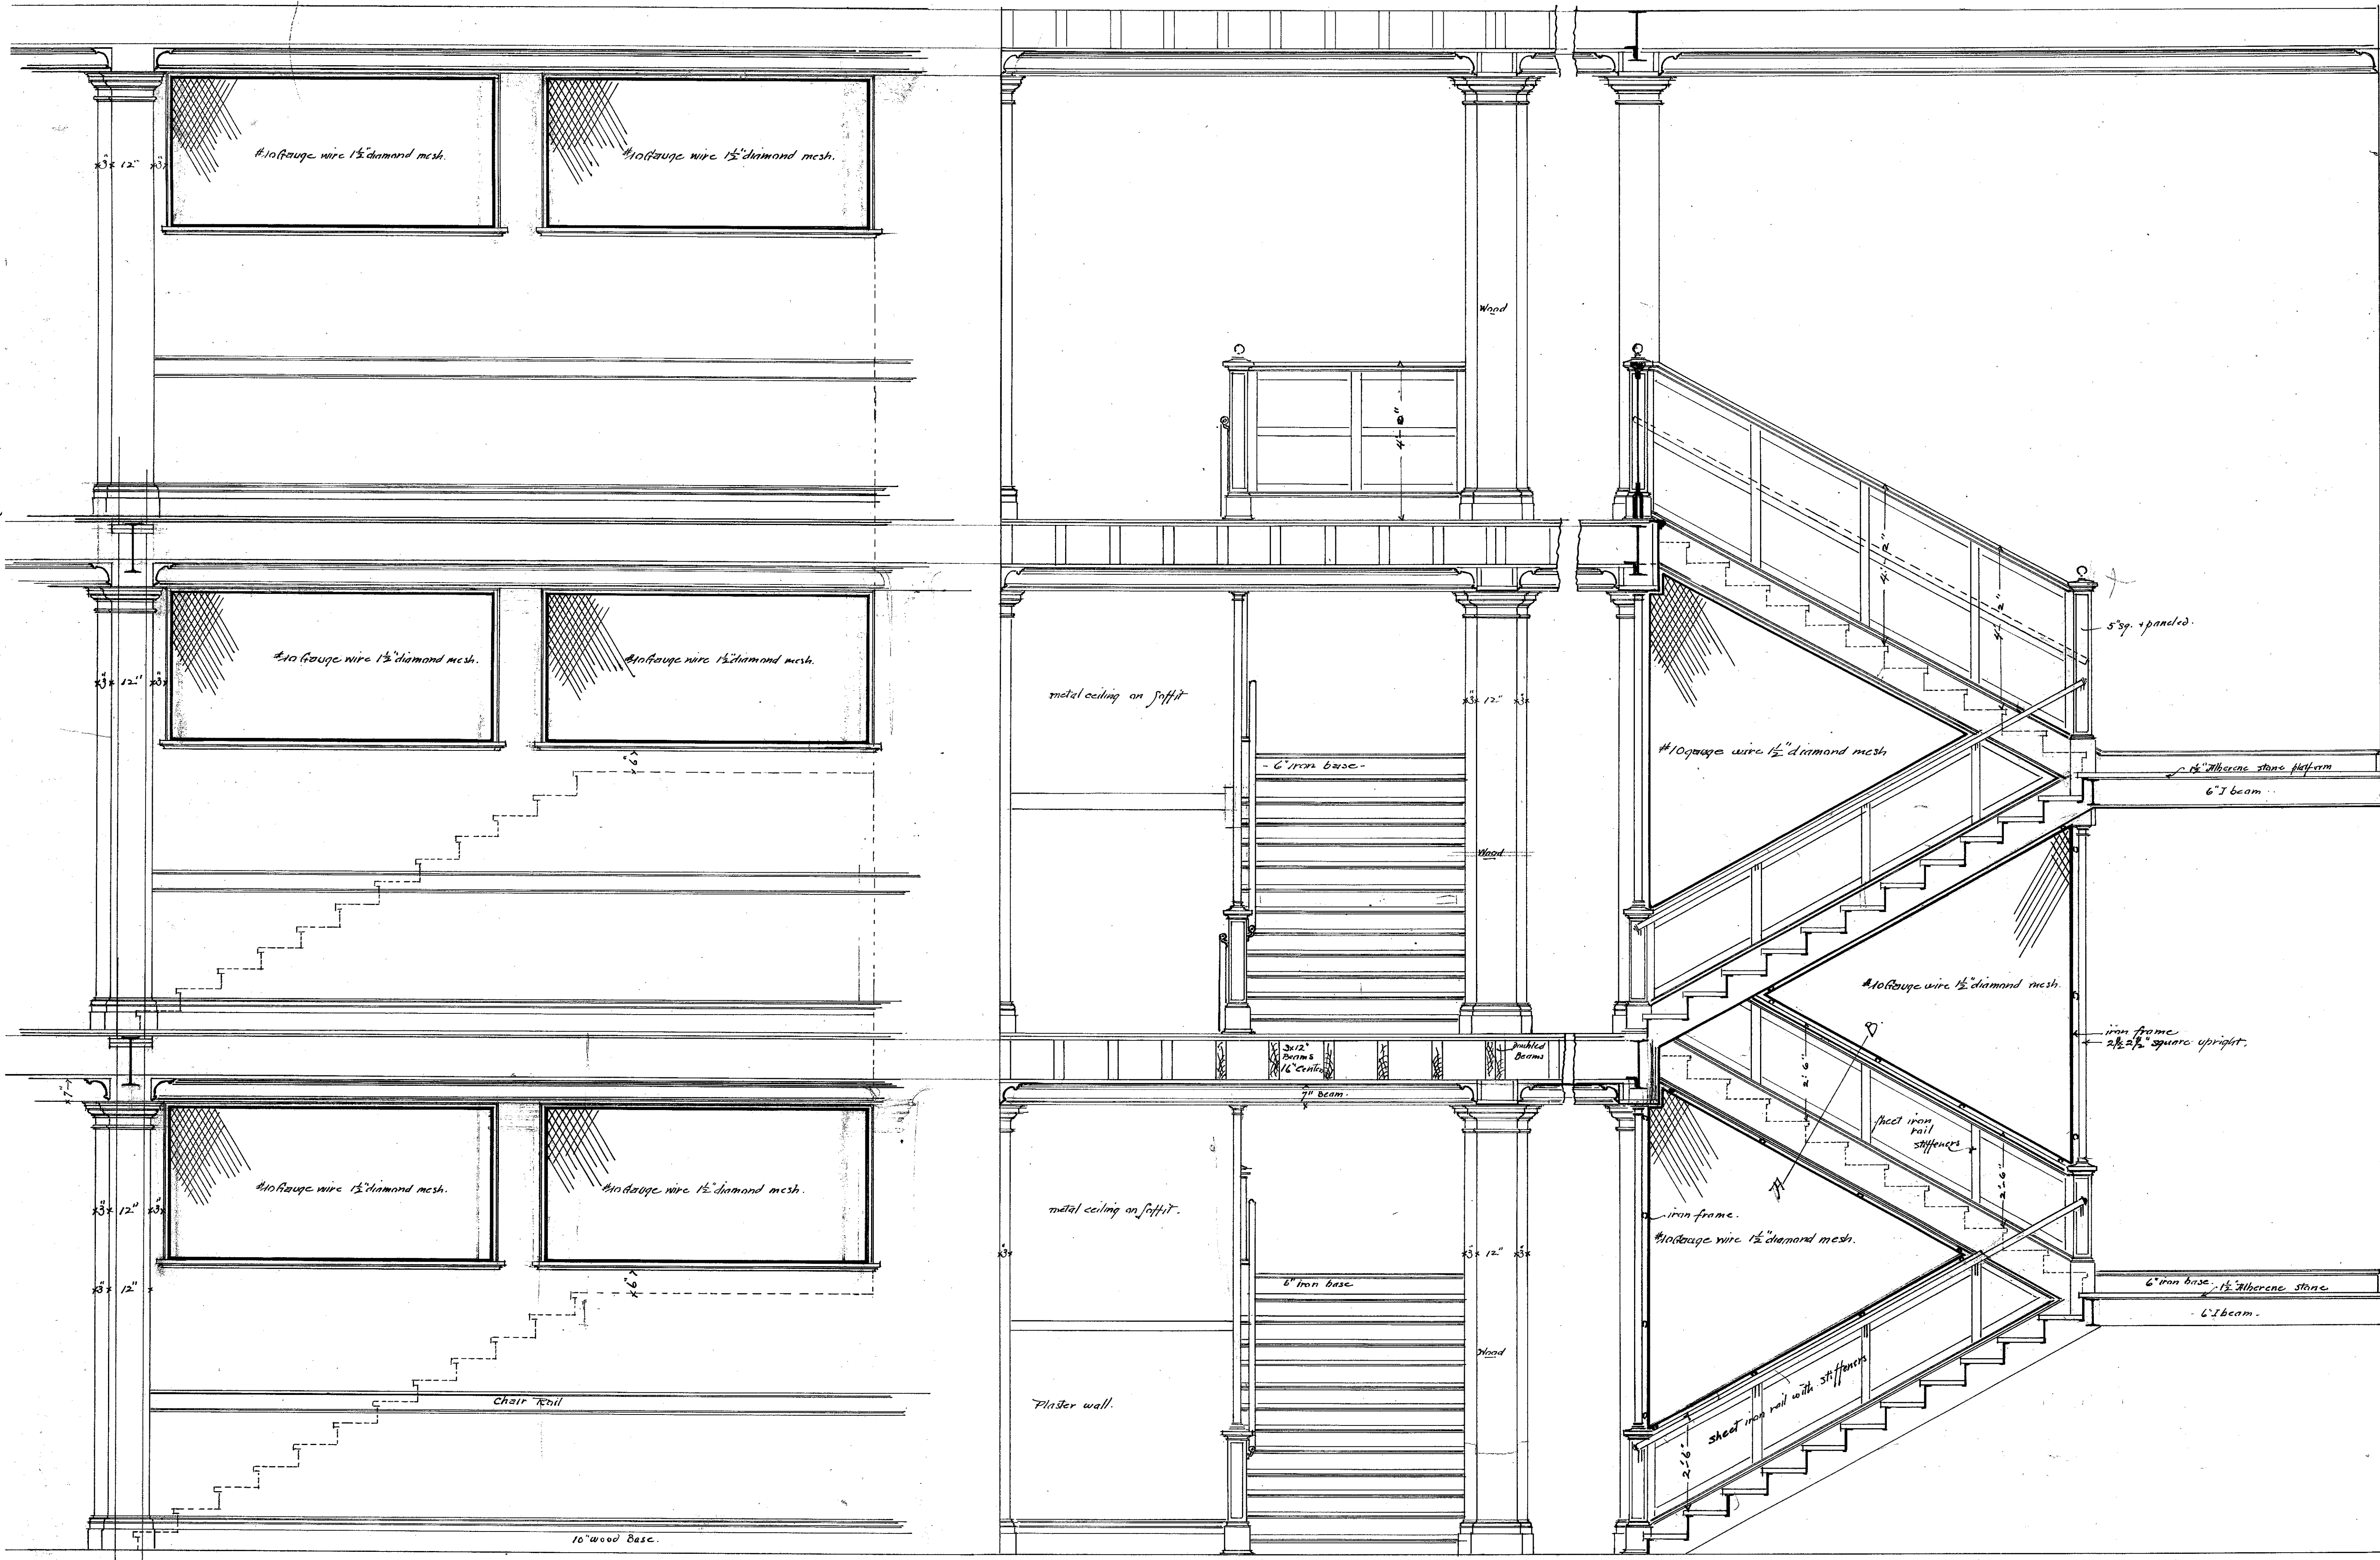 #10 Gauge wire 1½" diamond mesh.
#10 Gauge wire 1½" diamond mesh.
3" 12" 3"
Wood
4'-0"
4'-2"
4'-2"
5" sq. + paneled.
#10 Gauge wire 1½" diamond mesh.
#10 Gauge wire 1½" diamond mesh.
3" 12" 3"
6"
metal ceiling on soffit
3" 12" 3"
- 6" iron base -
Wood
#10 gauge wire 1½" diamond mesh
1½" Alberene stone platform
6" I beam
#10 Gauge wire 1½" diamond mesh.
iron frame
2½ 2½" square upright.
3x12"
Beams
16" Centre
Doubled
Beams
7"
7" Beam.
B
2'-6"
Sheet iron
rail
stiffeners
2'-6"
A
#10 Gauge wire 1½" diamond mesh.
#10 Gauge wire 1½" diamond mesh.
3" 12" 3"
3" 12"
6"
metal ceiling on soffit.
3"
3" 12" 3"
6" iron base
Wood
iron frame.
#10 Gauge wire 1½" diamond mesh.
6" iron base.
1½" Alberene stone
- 6" I beam -
Chair Rail
Plaster wall.
sheet iron rail with stiffeners
2'-6"
10" wood Base.